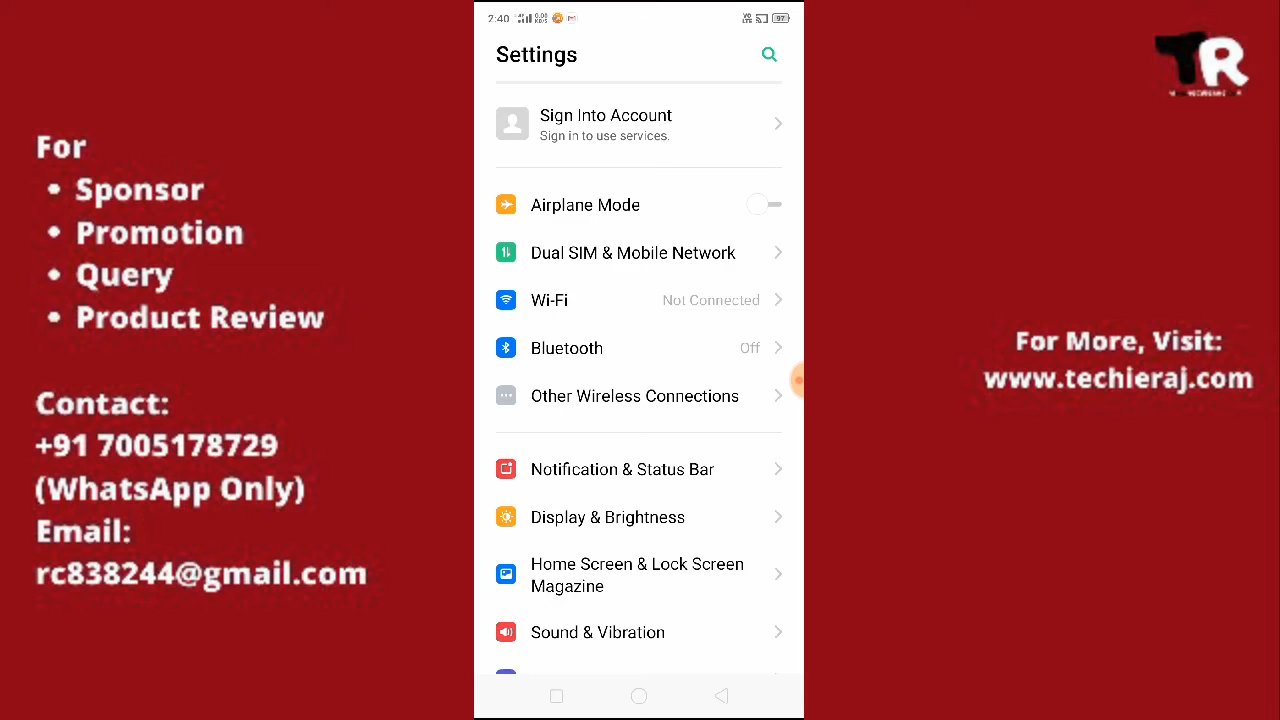 For
• Sponsor
• Promotion
• Query
• Product Review
Contact:
+91 7005178729
(WhatsApp Only)
Email:
rc838244@gmail.com
2:40
97
Settings
Sign Into Account
Sign in to use services.
Airplane Mode
Dual SIM & Mobile Network
Wi-Fi Not Connected
Bluetooth Off
Other Wireless Connections
Notification & Status Bar
Display & Brightness
Home Screen & Lock Screen
Magazine
Sound & Vibration
TR
For More, Visit:
www.techieraj.com